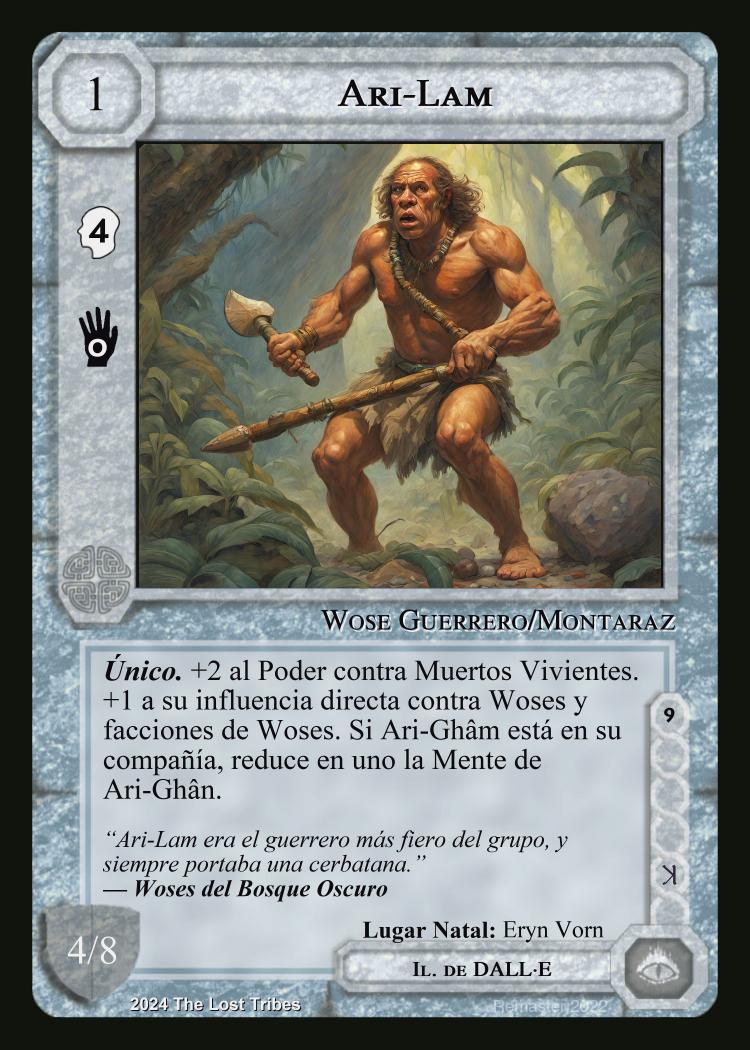 1
Ari-Lam
4
0
Wose Guerrero/Montaraz
Único. +2 al Poder contra Muertos Vivientes.
+1 a su influencia directa contra Woses y
facciones de Woses. Si Ari-Ghâm está en su
compañía, reduce en uno la Mente de
Ari-Ghân.
9
“Ari-Lam era el guerrero más fiero del grupo, y
siempre portaba una cerbatana.”
— Woses del Bosque Oscuro
Lugar Natal: Eryn Vorn
4/8
Il. de DALL·E
2024 The Lost Tribes
Remaster 2022